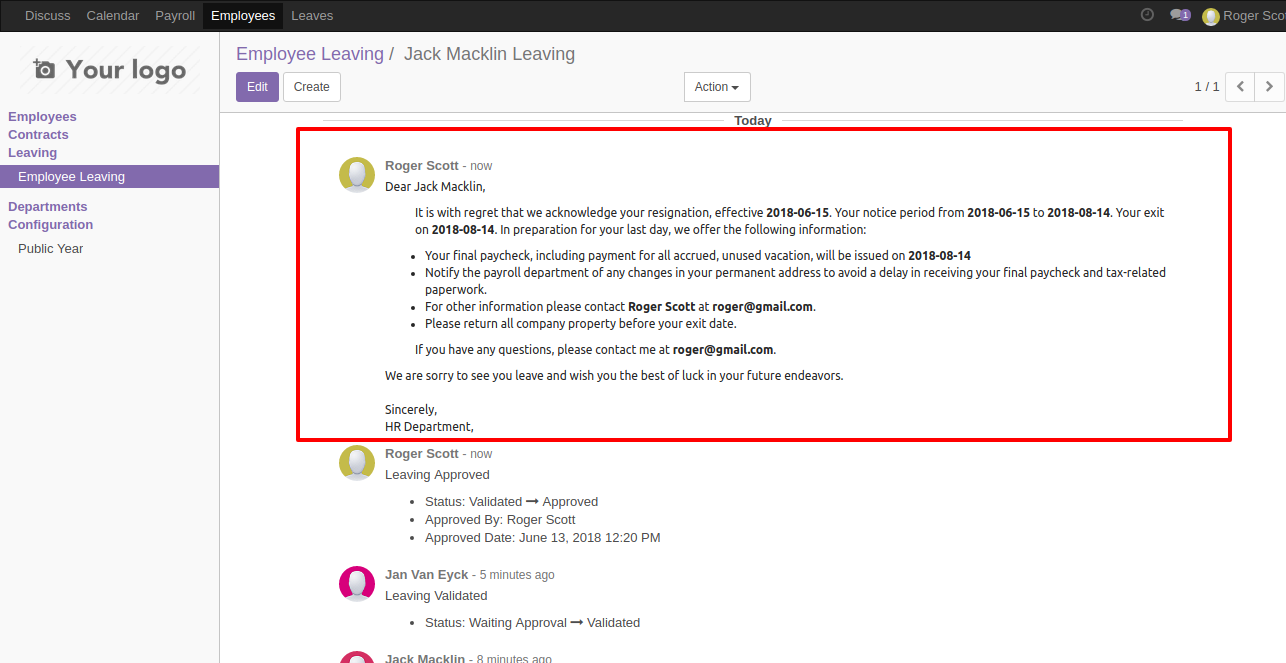 Discuss Calendar Payroll Employees Leaves 1 Roger Scot
Your logo
Employees
Contracts
Leaving
Employee Leaving
Departments
Configuration
Public Year
Employee Leaving / Jack Macklin Leaving
Edit Create Action 1 / 1
Today
Roger Scott - now
Dear Jack Macklin,
It is with regret that we acknowledge your resignation, effective 2018-06-15. Your notice period from 2018-06-15 to 2018-08-14. Your exit
on 2018-08-14. In preparation for your last day, we offer the following information:
• Your final paycheck, including payment for all accrued, unused vacation, will be issued on 2018-08-14
• Notify the payroll department of any changes in your permanent address to avoid a delay in receiving your final paycheck and tax-related
paperwork.
• For other information please contact Roger Scott at roger@gmail.com.
• Please return all company property before your exit date.
If you have any questions, please contact me at roger@gmail.com.
We are sorry to see you leave and wish you the best of luck in your future endeavors.
Sincerely,
HR Department,
Roger Scott - now
Leaving Approved
• Status: Validated → Approved
• Approved By: Roger Scott
• Approved Date: June 13, 2018 12:20 PM
Jan Van Eyck - 5 minutes ago
Leaving Validated
• Status: Waiting Approval → Validated
Jack Macklin - 8 minutes ago